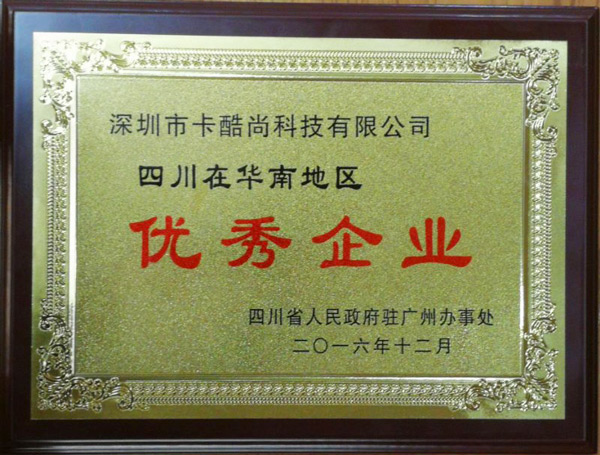 深圳市卡酷尚科技有限公司
四川在华南地区
优秀企业
四川省人民政府驻广州办事处
二〇一六年十二月